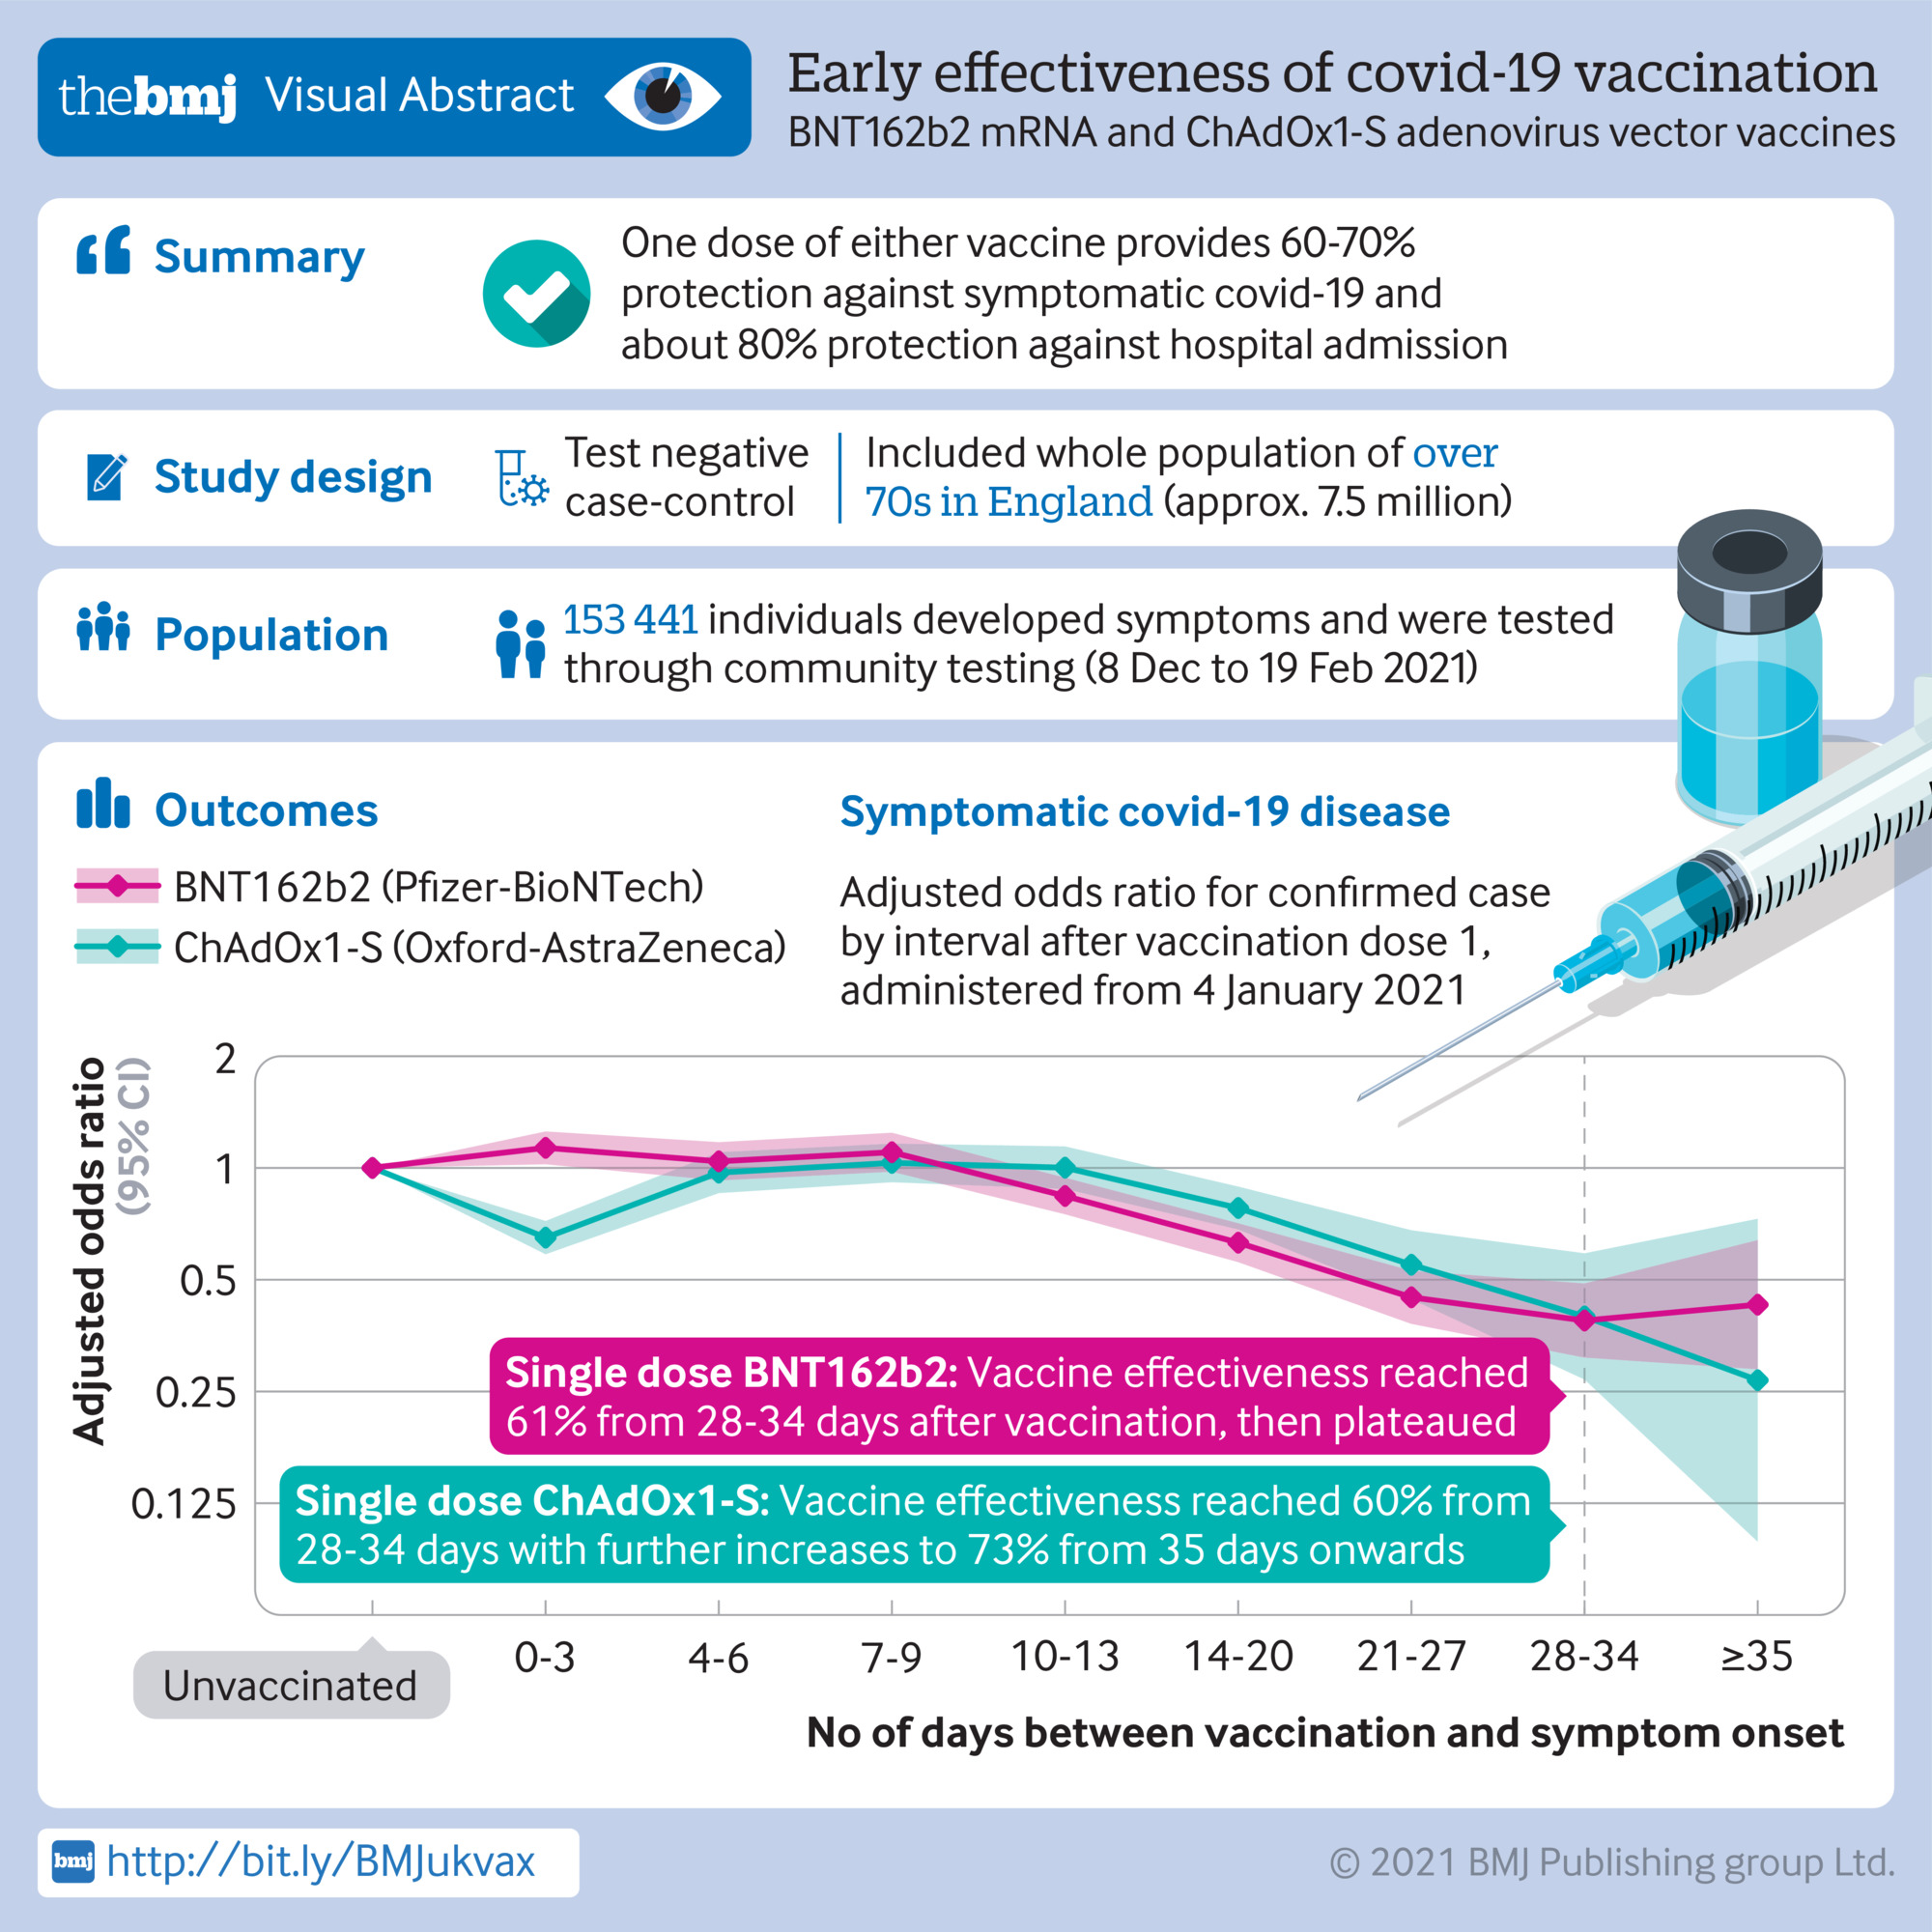 thebmj Visual Abstract
Early effectiveness of covid-19 vaccination
BNT162b2 mRNA and ChAdOx1-S adenovirus vector vaccines
Summary
One dose of either vaccine provides 60-70%
protection against symptomatic covid-19 and
about 80% protection against hospital admission
Study design
Test negative
case-control
Included whole population of over
70s in England (approx. 7.5 million)
Population
153 441 individuals developed symptoms and were tested
through community testing (8 Dec to 19 Feb 2021)
Outcomes
BNT162b2 (Pfizer-BioNTech)
ChAdOx1-S (Oxford-AstraZeneca)
Symptomatic covid-19 disease
Adjusted odds ratio for confirmed case
by interval after vaccination dose 1,
administered from 4 January 2021
Adjusted odds ratio
(95% CI)
2
1
0.5
0.25
0.125
Single dose BNT162b2: Vaccine effectiveness reached
61% from 28-34 days after vaccination, then plateaued
Single dose ChAdOx1-S: Vaccine effectiveness reached 60% from
28-34 days with further increases to 73% from 35 days onwards
Unvaccinated
0-3
4-6
7-9
10-13
14-20
21-27
28-34
≥35
No of days between vaccination and symptom onset
bmj http://bit.ly/BMJukvax
© 2021 BMJ Publishing group Ltd.